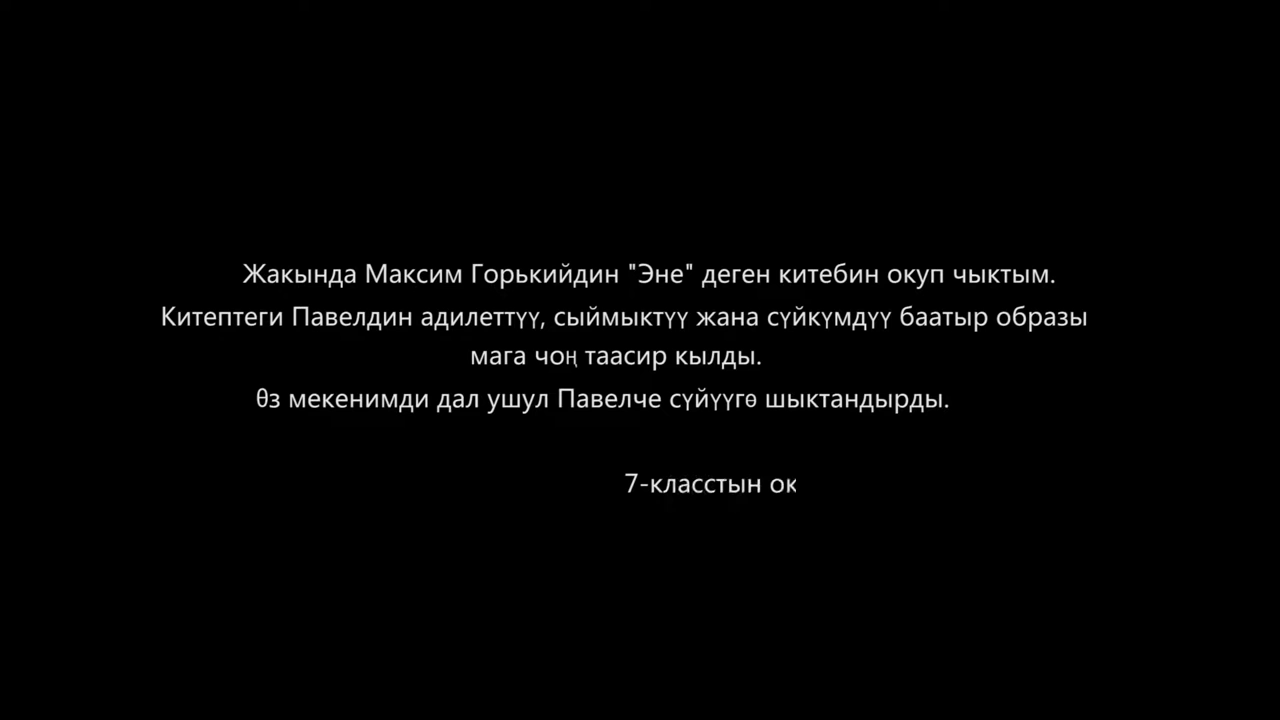 Жакында Максим Горькийдин "Эне" деген китебин окуп чыктым.
Китептеги Павелдин адилеттүү, сыймыктүү жана сүйкүмдүү баатыр образы
мага чоң таасир кылды.
Өз мекенимди дал ушул Павелче сүйүүгө шыктандырды.
7-класстын ок